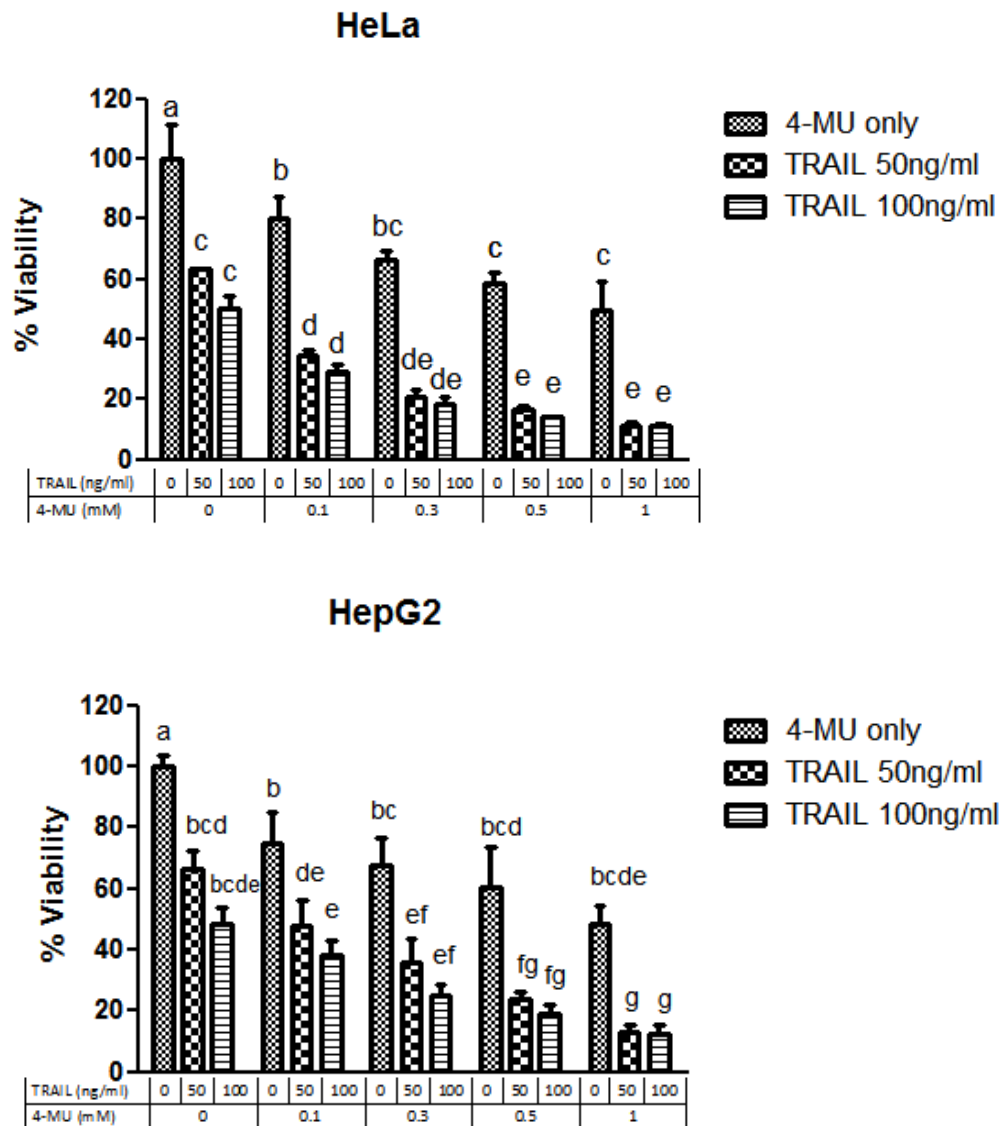 HeLa
120
100
80
60
40
20
0
% Viability
a
c
c
b
d
d
bc
de
de
c
e
e
c
e
e
4-MU only
TRAIL 50ng/ml
TRAIL 100ng/ml
TRAIL (ng/ml) 0 50 100 0 50 100 0 50 100 0 50 100 0 50 100
4-MU (mM) 0 0.1 0.3 0.5 1
HepG2
120
100
80
60
40
20
0
% Viability
a
bcd
bcde
b
de
e
bc
ef
ef
bcd
fg
fg
bcde
g
g
4-MU only
TRAIL 50ng/ml
TRAIL 100ng/ml
TRAIL (ng/ml) 0 50 100 0 50 100 0 50 100 0 50 100 0 50 100
4-MU (mM) 0 0.1 0.3 0.5 1